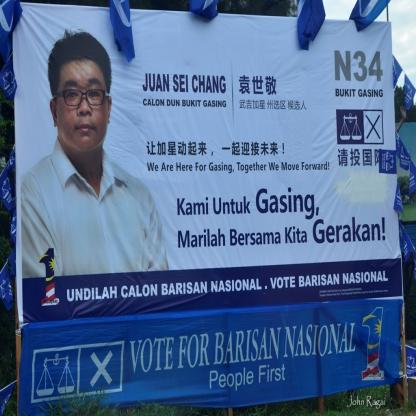 JUAN SEI CHANG
CALON DUN BUKIT GASING
袁世敬
武吉加星 州选区 候选人
N34
BUKIT GASING
让加星动起来， 一起迎接未来！
We Are Here For Gasing, Together We Move Forward!
请投国阵
Kami Untuk Gasing,
Marilah Bersama Kita Gerakan!
UNDILAH CALON BARISAN NASIONAL . VOTE BARISAN NASIONAL
VOTE FOR BARISAN NASIONAL
People First
John Ragai